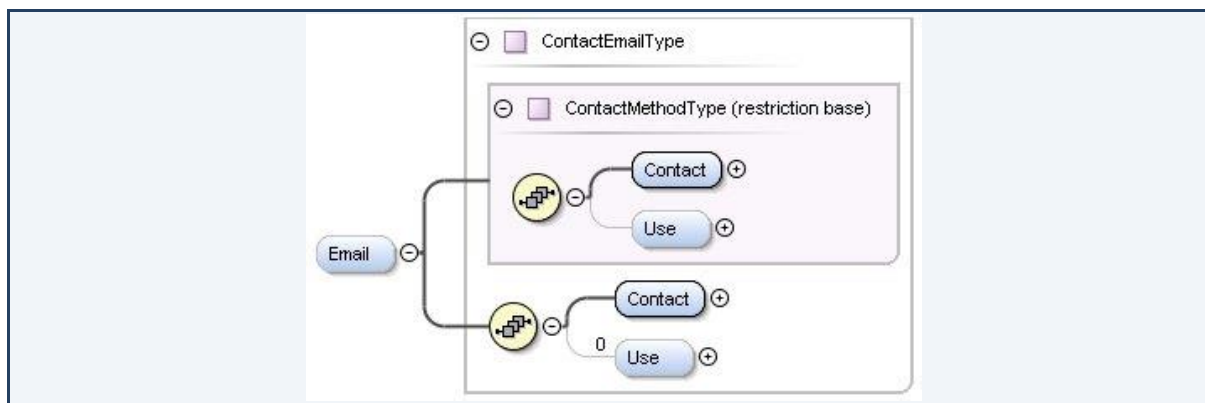 ContactEmailType
ContactMethodType (restriction base)
Contact
Use
Email
Contact
0
Use